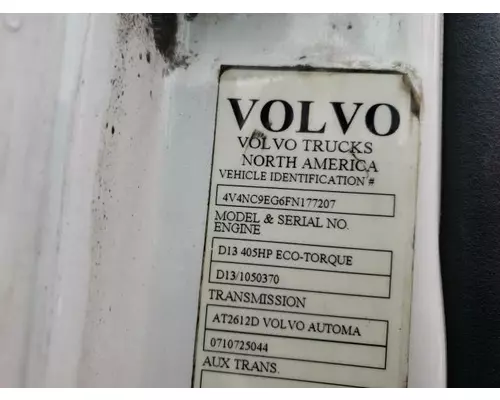 VOLVO
VOLVO TRUCKS
NORTH AMERICA
VEHICLE IDENTIFICATION #
4V4NC9EG6FN177207
MODEL & SERIAL NO.
ENGINE
D13 405HP ECO-TORQUE
D13/1050370
TRANSMISSION
AT2612D VOLVO AUTOMA
0710725044
AUX TRANS.